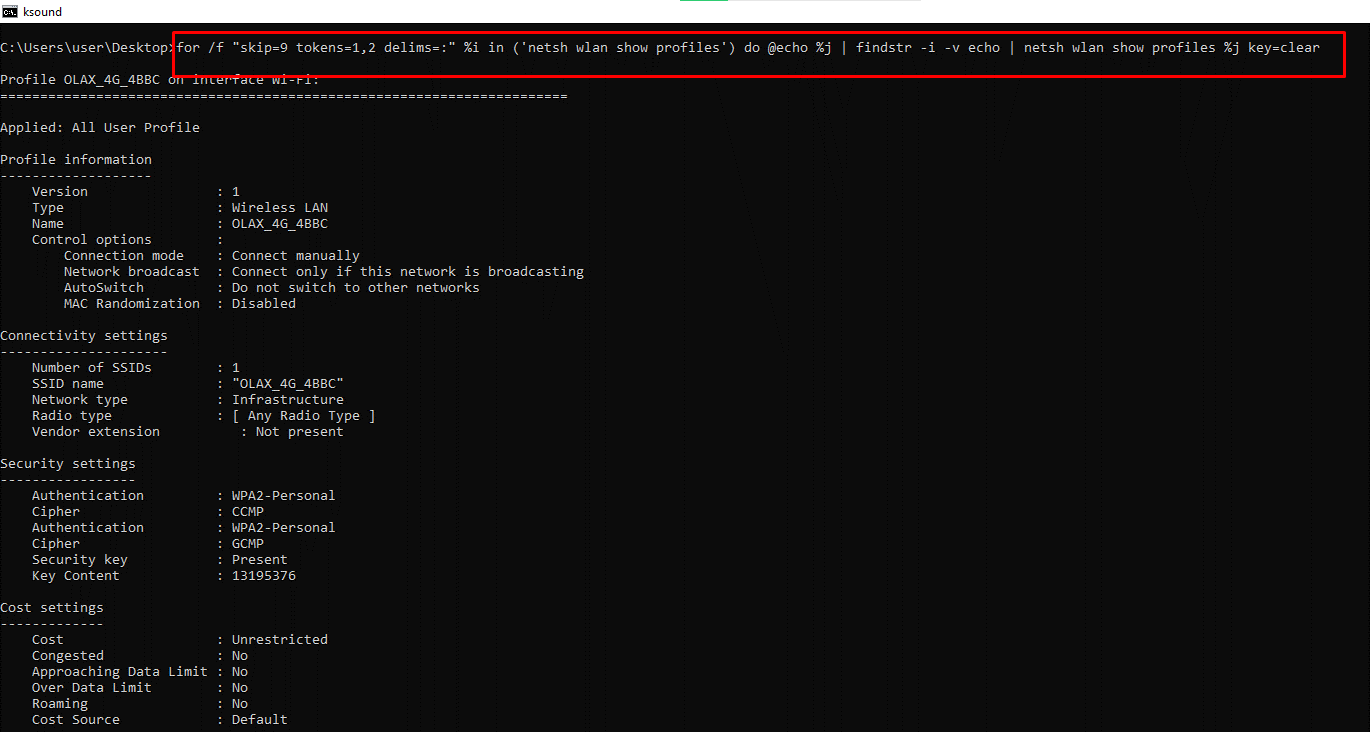 ksound
C:\Users\user\Desktop>for /f "skip=9 tokens=1,2 delims=:" %i in ('netsh wlan show profiles') do @echo %j | findstr -i -v echo | netsh wlan show profiles %j key=clear
Profile OLAX_4G_4BBC on interface Wi-Fi:
=======================================================================
Applied: All User Profile
Profile information
-------------------
Version : 1
Type : Wireless LAN
Name : OLAX_4G_4BBC
Control options :
Connection mode : Connect manually
Network broadcast : Connect only if this network is broadcasting
AutoSwitch : Do not switch to other networks
MAC Randomization : Disabled
Connectivity settings
---------------------
Number of SSIDs : 1
SSID name : "OLAX_4G_4BBC"
Network type : Infrastructure
Radio type : [ Any Radio Type ]
Vendor extension : Not present
Security settings
-----------------
Authentication : WPA2-Personal
Cipher : CCMP
Authentication : WPA2-Personal
Cipher : GCMP
Security key : Present
Key Content : 13195376
Cost settings
-------------
Cost : Unrestricted
Congested : No
Approaching Data Limit : No
Over Data Limit : No
Roaming : No
Cost Source : Default